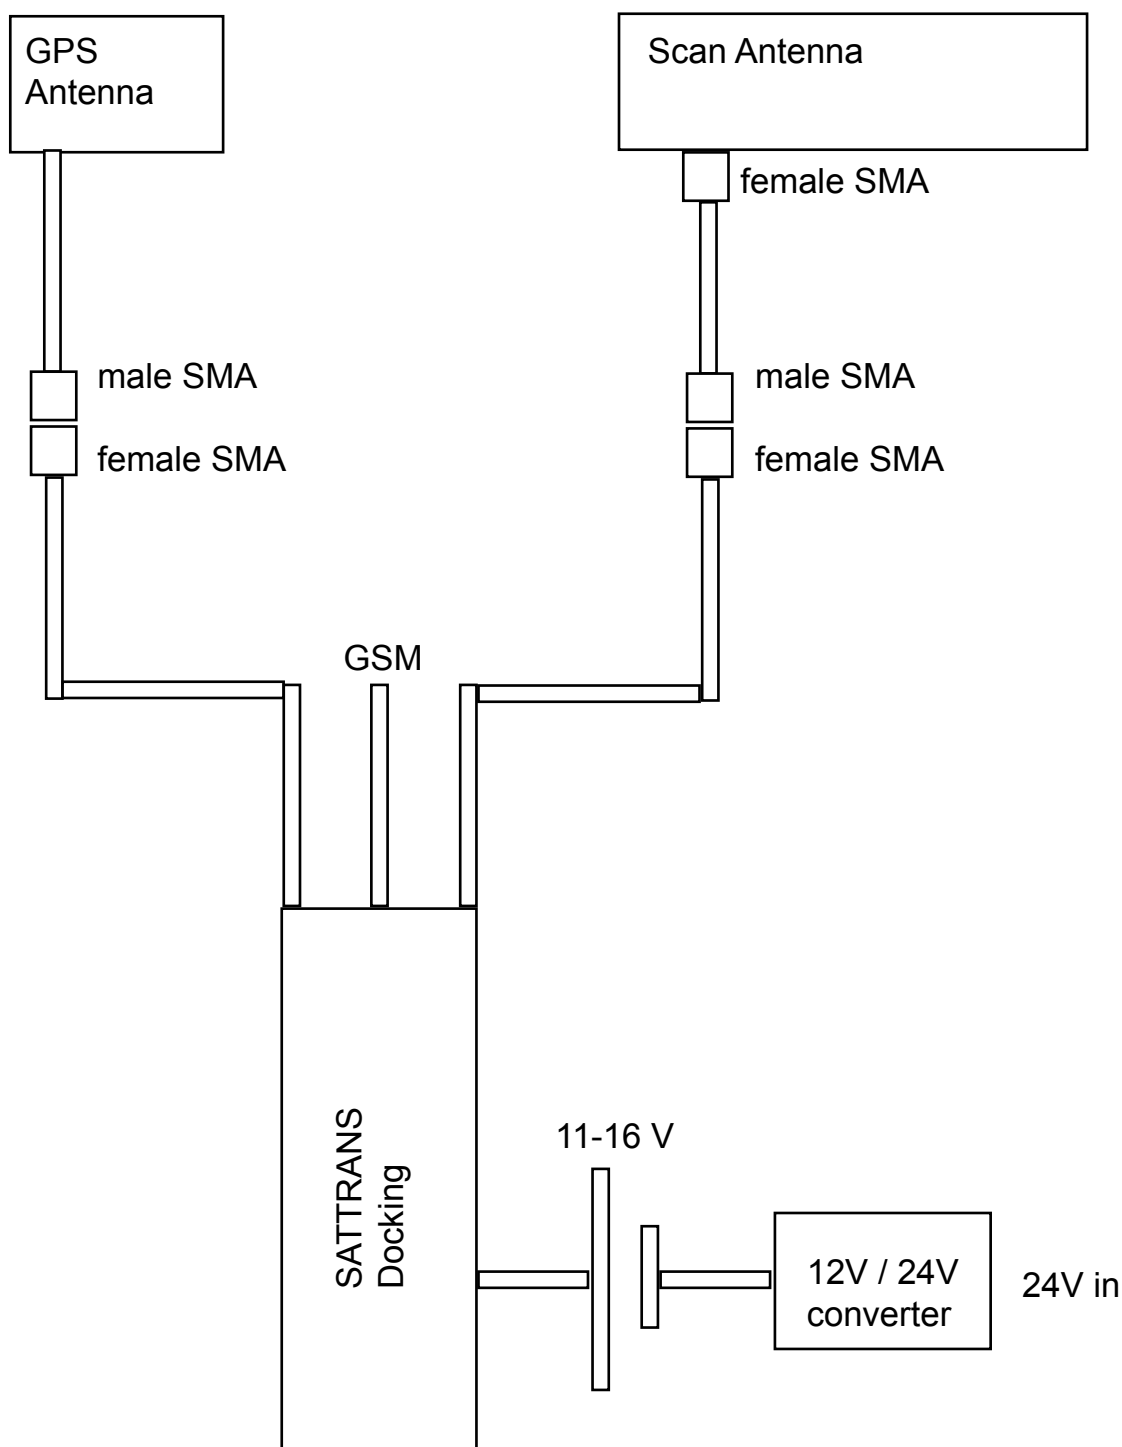 GPS
Antenna
Scan Antenna
female SMA
male SMA
male SMA
female SMA
female SMA
GSM
SATTRANS
Docking
11-16 V
12V / 24V
converter
24V in